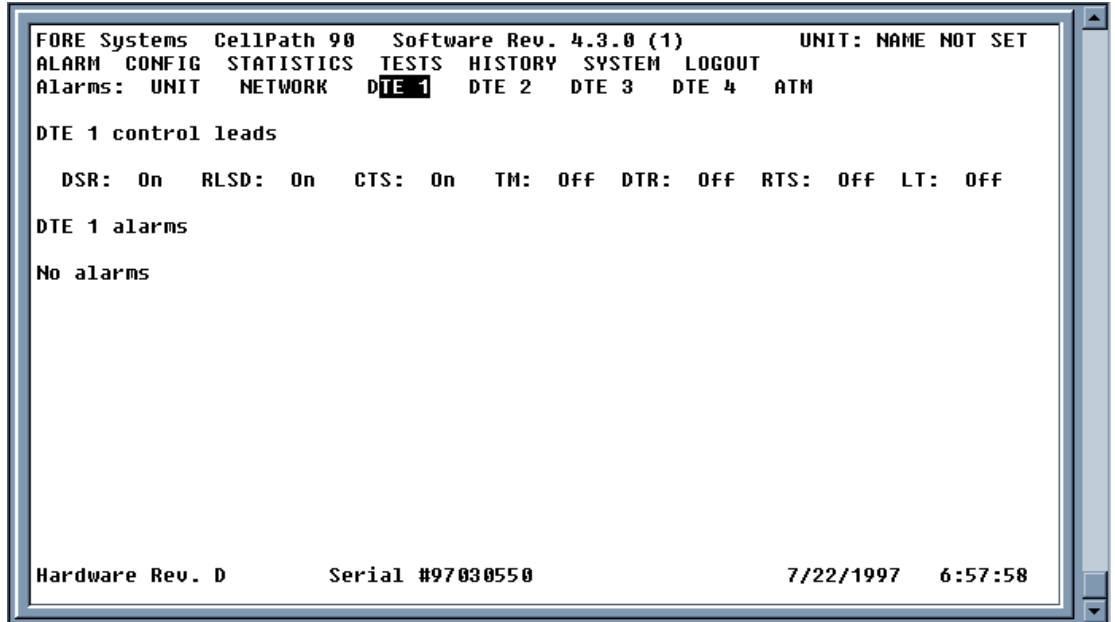 FORE Systems CellPath 90 Software Rev. 4.3.0 (1) UNIT: NAME NOT SET
ALARM CONFIG STATISTICS TESTS HISTORY SYSTEM LOGOUT
Alarms: UNIT NETWORK DTE 1 DTE 2 DTE 3 DTE 4 ATM
DTE 1 control leads
DSR: On RLSD: On CTS: On TM: Off DTR: Off RTS: Off LT: Off
DTE 1 alarms
No alarms
Hardware Rev. D Serial #97030550 7/22/1997 6:57:58